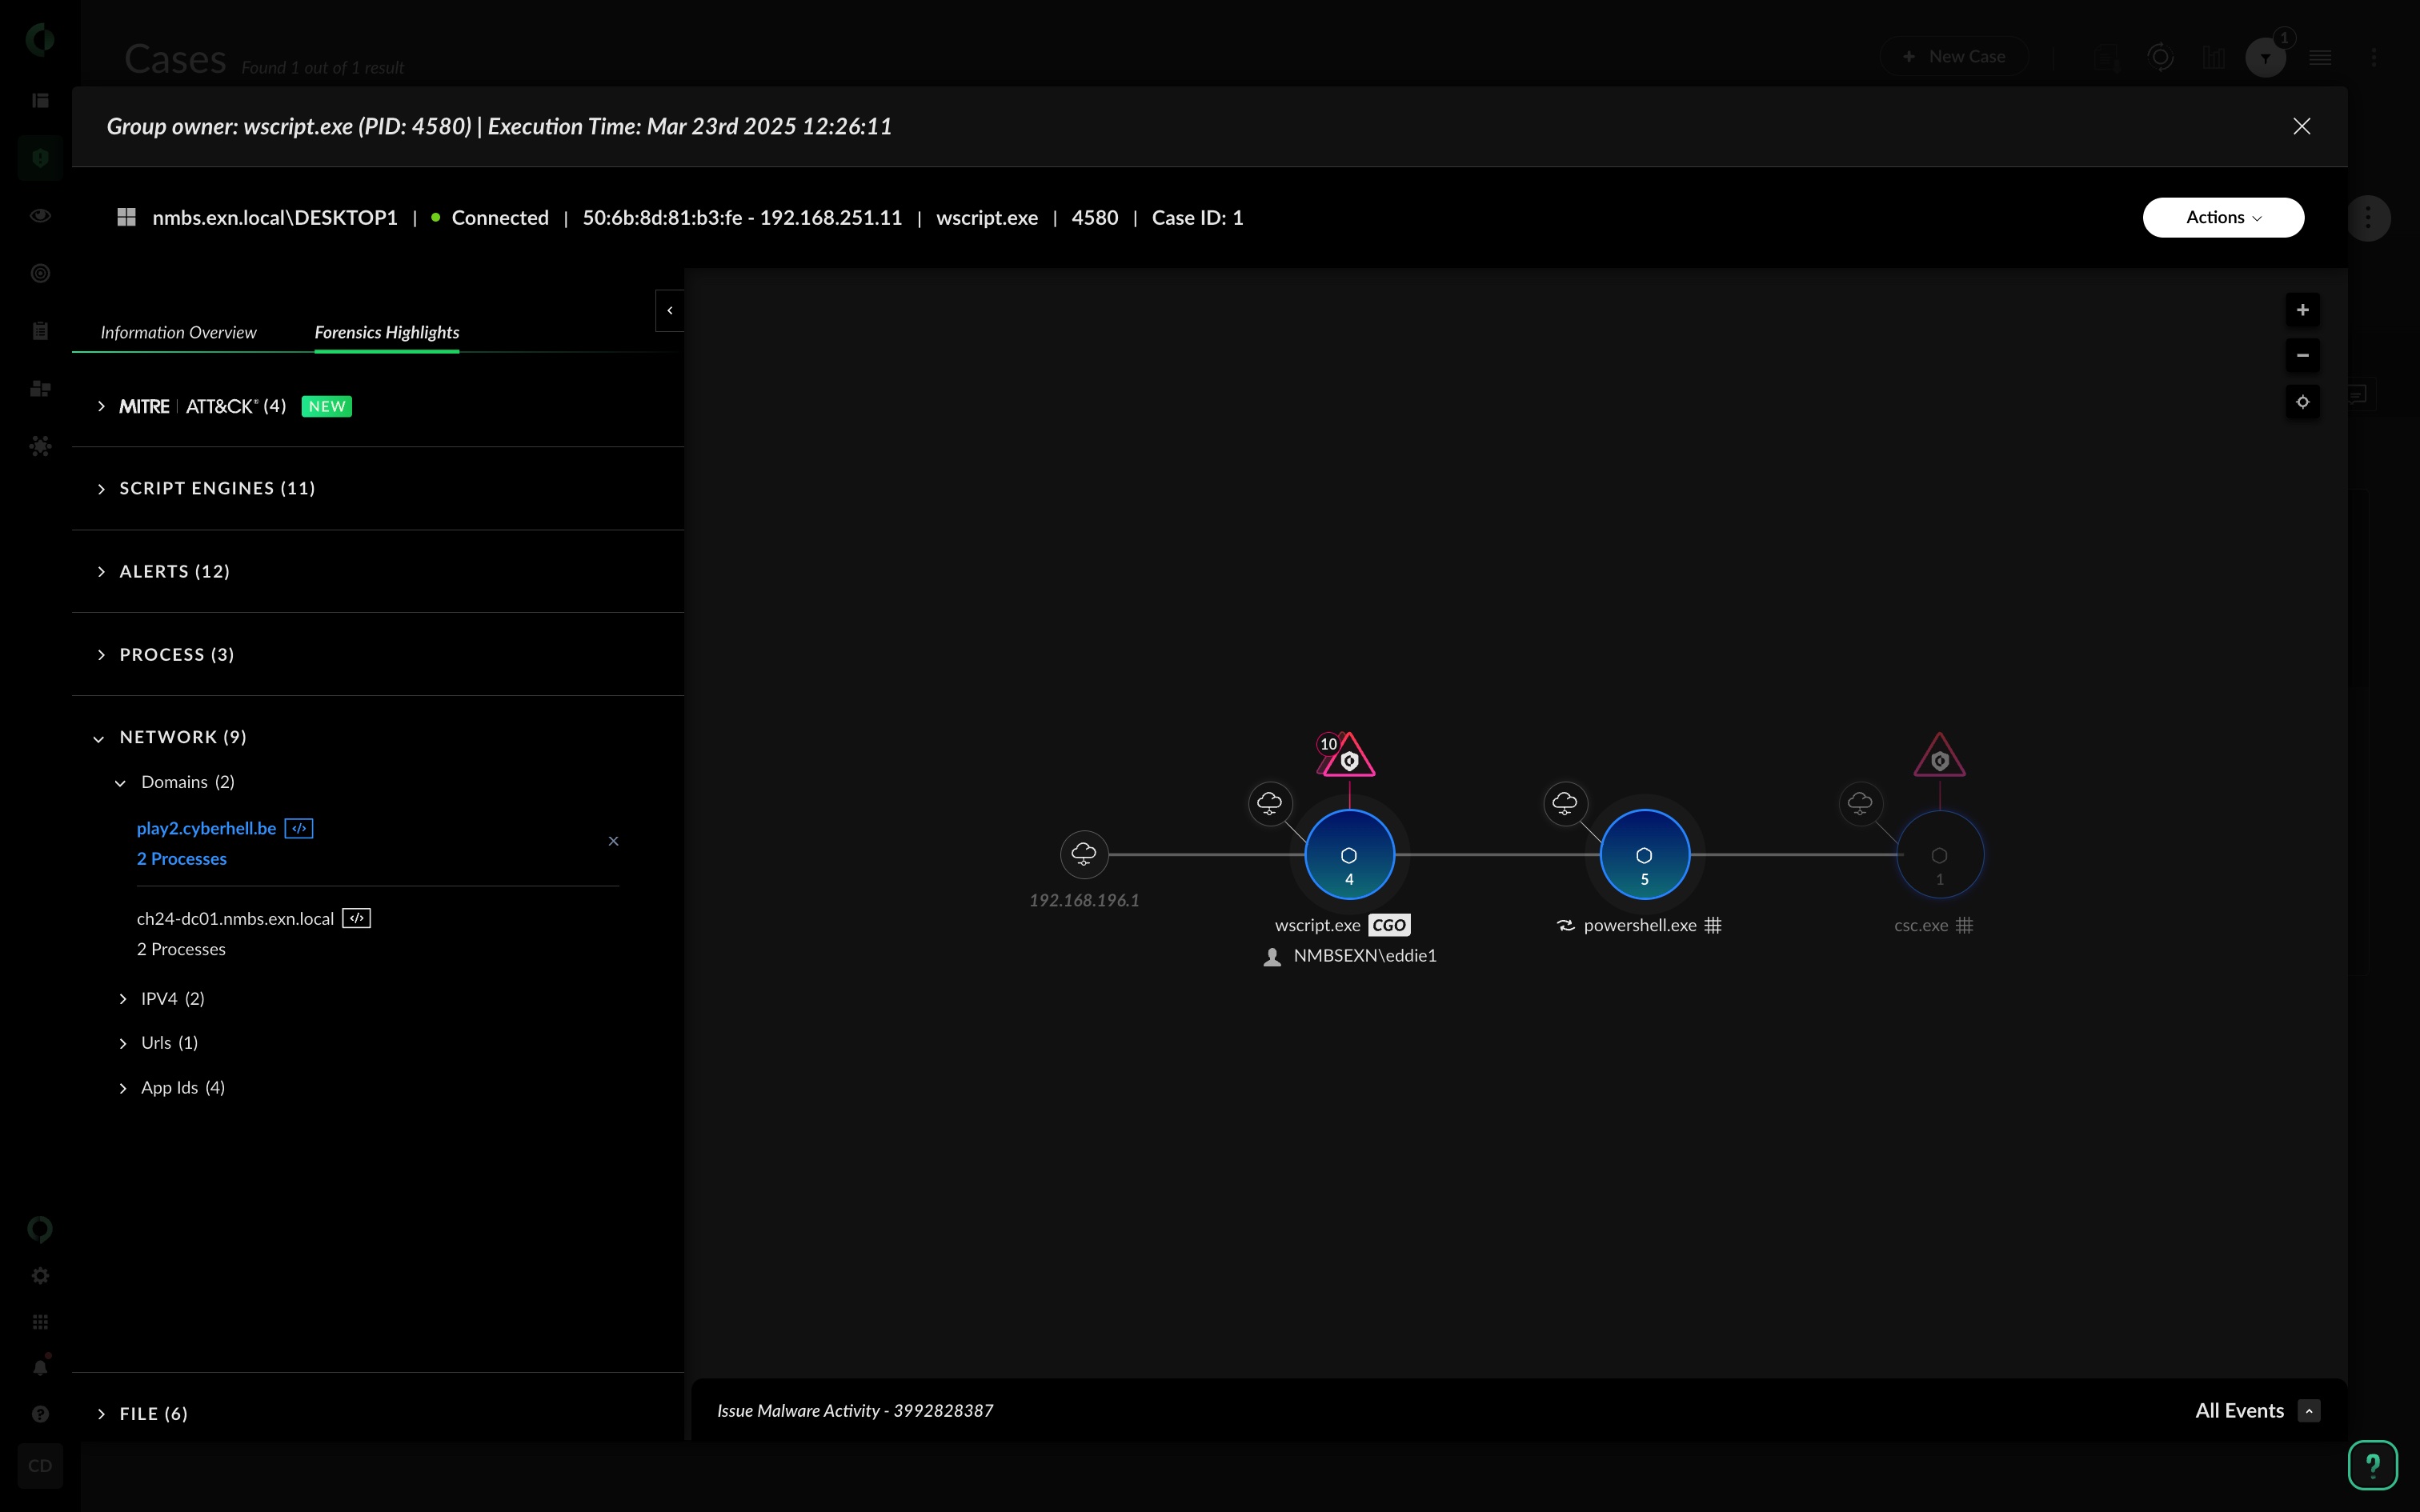 Cases Found 1 out of 1 result
+ New Case
1
Group owner: wscript.exe (PID: 4580) | Execution Time: Mar 23rd 2025 12:26:11
nmbs.exn.local\DESKTOP1 | Connected | 50:6b:8d:81:b3:fe - 192.168.251.11 | wscript.exe | 4580 | Case ID: 1
Actions
Information Overview
Forensics Highlights
MITRE | ATT&CK® (4) NEW
SCRIPT ENGINES (11)
ALERTS (12)
PROCESS (3)
NETWORK (9)
Domains (2)
play2.cyberhell.be </>
2 Processes
ch24-dc01.nmbs.exn.local </>
2 Processes
IPV4 (2)
Urls (1)
App Ids (4)
FILE (6)
CD
192.168.196.1
10
4
wscript.exe CGO
NMBSEXN\eddie1
5
powershell.exe
1
csc.exe
Issue Malware Activity - 3992828387
All Events
?